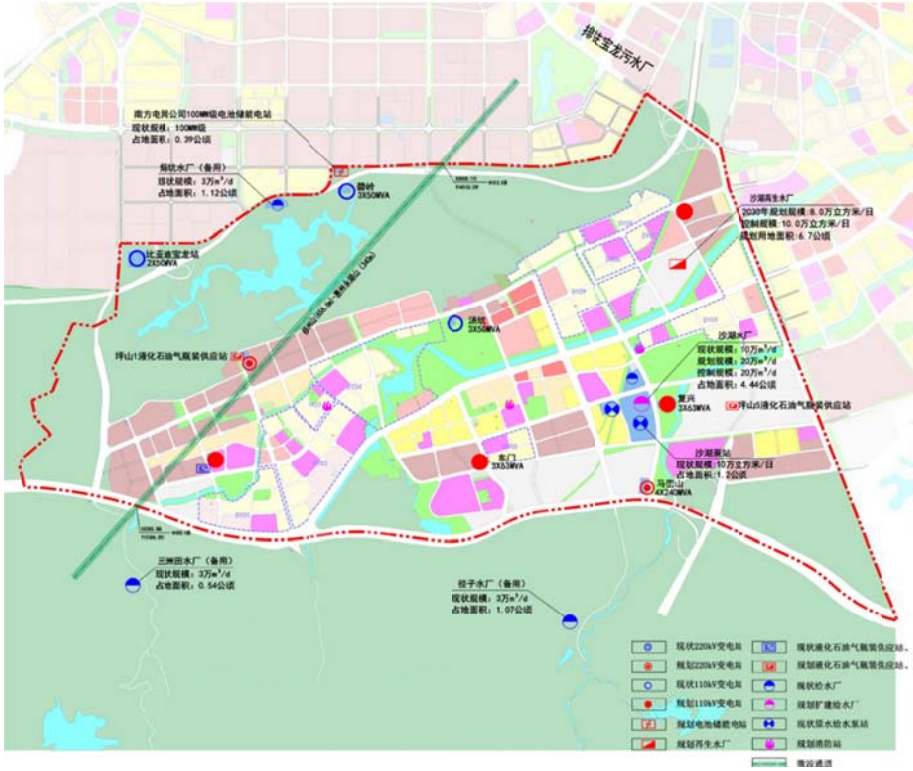 排往宝龙污水厂
南方电网公司100MW级电池储能电站
现状规模：100MW级
占地面积：0.39公顷
水厂（备用）
现状规模：3万m³/d
占地面积：1.12公顷
碧岭
3X50MVA
沙湖再生水厂
2030年规划规模：8.0万立方米/日
控制规模：10.0万立方米/日
规划用地面积：6.7公顷
比亚迪宝龙站
2X50MVA
汤坑
3X50MVA
沙湖水厂
现状规模：10万m³/d
规划规模：20万m³/d
控制规模：20万m³/d
占地面积：4.44公顷
坪山1液化石油气瓶装供应站
复兴
3X63MVA
坪山5液化石油气瓶装供应站
东门
3X63MVA
沙湖泵站
现状规模：10万立方米/日
占地面积：1.2公顷
马峦山
4X240MVA
三洲田水厂（备用）
现状规模：3万m³/d
占地面积：0.54公顷
径子水厂（备用）
现状规模：3万m³/d
占地面积：1.07公顷
现状220kV变电站
现状液化石油气瓶装供应站、
规划220kV变电站
规划液化石油气瓶装供应站、
现状110kV变电站
现状给水厂
规划110kV变电站
规划扩建给水厂
规划电池储能电站
现状原水给水泵站
规划再生水厂
规划消防站
微波通道